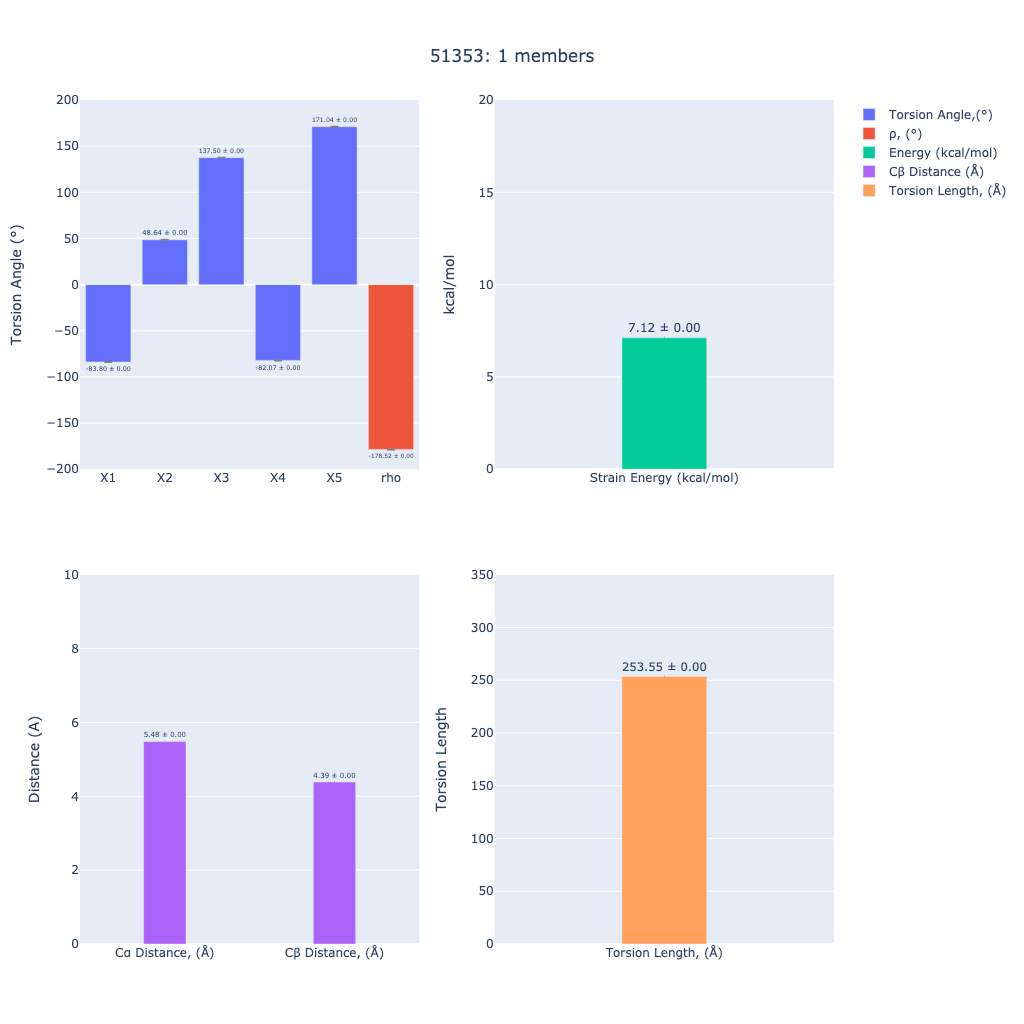 51353: 1 members
200
150
100
50
0
−50
−100
−150
−200
Torsion Angle (°)
-83.80 ± 0.00
48.64 ± 0.00
137.50 ± 0.00
-82.07 ± 0.00
171.04 ± 0.00
-178.52 ± 0.00
X1
X2
X3
X4
X5
rho
20
15
10
5
0
kcal/mol
7.12 ± 0.00
Strain Energy (kcal/mol)
Torsion Angle,(°)
ρ, (°)
Energy (kcal/mol)
Cβ Distance (Å)
Torsion Length, (Å)
10
8
6
4
2
0
Distance (A)
5.48 ± 0.00
4.39 ± 0.00
Cα Distance, (Å)
Cβ Distance, (Å)
350
300
250
200
150
100
50
0
Torsion Length
253.55 ± 0.00
Torsion Length, (Å)